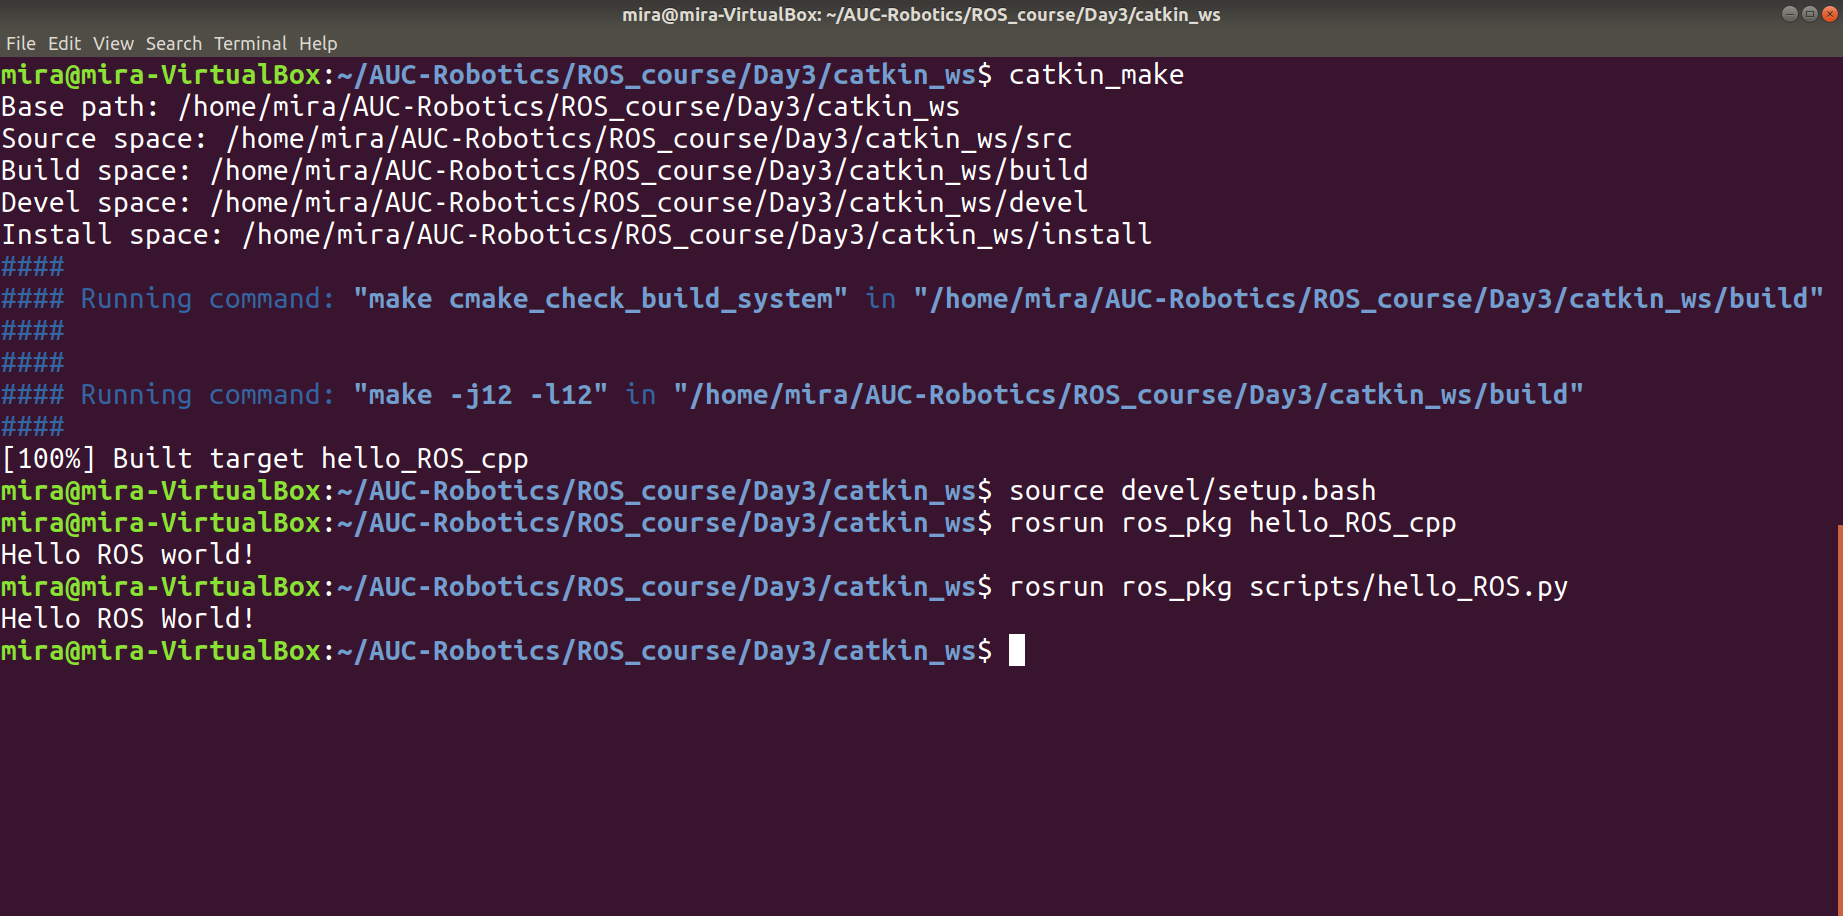 mira@mira-VirtualBox: ~/AUC-Robotics/ROS_course/Day3/catkin_ws
File Edit View Search Terminal Help
mira@mira-VirtualBox:~/AUC-Robotics/ROS_course/Day3/catkin_ws$ catkin_make
Base path: /home/mira/AUC-Robotics/ROS_course/Day3/catkin_ws
Source space: /home/mira/AUC-Robotics/ROS_course/Day3/catkin_ws/src
Build space: /home/mira/AUC-Robotics/ROS_course/Day3/catkin_ws/build
Devel space: /home/mira/AUC-Robotics/ROS_course/Day3/catkin_ws/devel
Install space: /home/mira/AUC-Robotics/ROS_course/Day3/catkin_ws/install
####
#### Running command: "make cmake_check_build_system" in "/home/mira/AUC-Robotics/ROS_course/Day3/catkin_ws/build"
####
####
#### Running command: "make -j12 -l12" in "/home/mira/AUC-Robotics/ROS_course/Day3/catkin_ws/build"
####
[100%] Built target hello_ROS_cpp
mira@mira-VirtualBox:~/AUC-Robotics/ROS_course/Day3/catkin_ws$ source devel/setup.bash
mira@mira-VirtualBox:~/AUC-Robotics/ROS_course/Day3/catkin_ws$ rosrun ros_pkg hello_ROS_cpp
Hello ROS world!
mira@mira-VirtualBox:~/AUC-Robotics/ROS_course/Day3/catkin_ws$ rosrun ros_pkg scripts/hello_ROS.py
Hello ROS World!
mira@mira-VirtualBox:~/AUC-Robotics/ROS_course/Day3/catkin_ws$